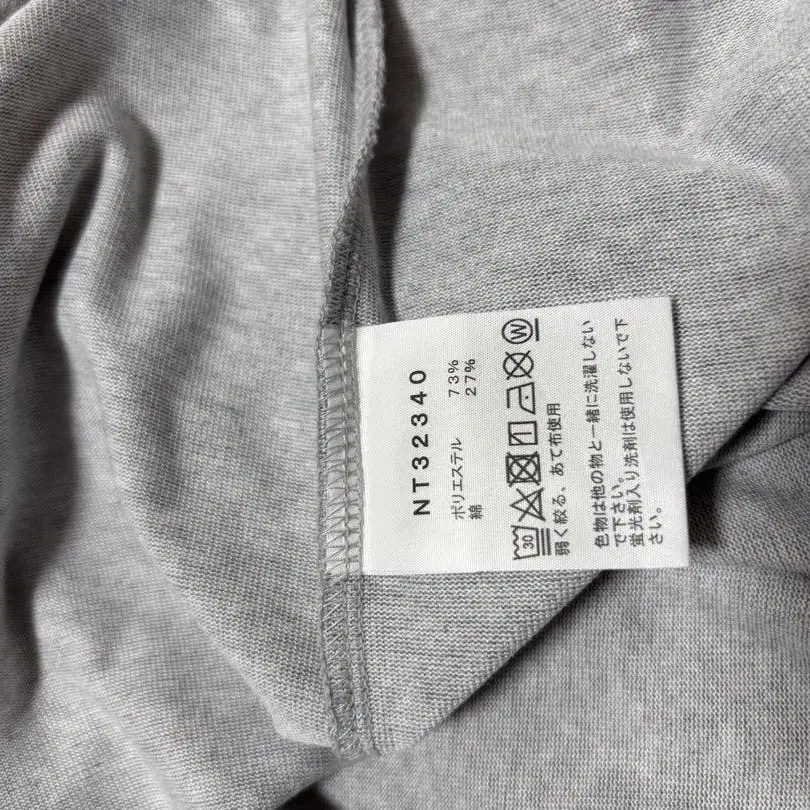 NT32340
ポリエステル 73%
綿 27%
30 W
弱く絞る、あて布使用
色物は他の物と一緒に洗濯しない
で下さい。
蛍光剤入り洗剤は使用しないで下
さい。